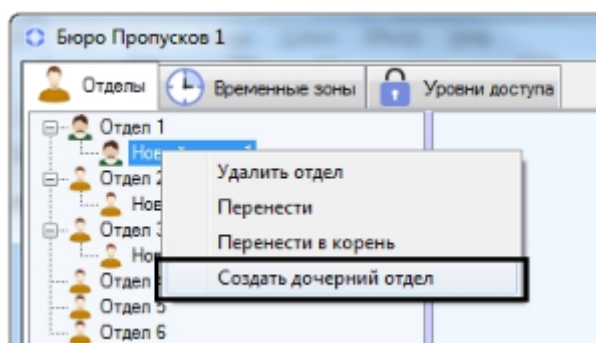 Бюро Пропусков 1
Отделы Временные зоны Уровни доступа
Отдел 1
Отдел 2
Отдел
Отдел
Отдел 5
Отдел 6
Удалить отдел
Перенести
Перенести в корень
Создать дочерний отдел